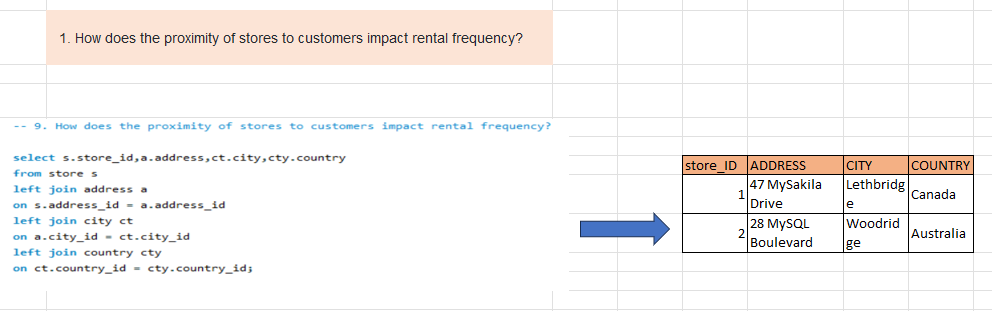 1. How does the proximity of stores to customers impact rental frequency?
-- 9. How does the proximity of stores to customers impact rental frequency?
select s.store_id,a.address,ct.city,cty.country
from store s
left join address a
on s.address_id = a.address_id
left join city ct
on a.city_id = ct.city_id
left join country cty
on ct.country_id = cty.country_id;
store_ID ADDRESS CITY COUNTRY
1 47 MySakila Drive Lethbridge Canada
2 28 MySQL Boulevard Woodridge Australia